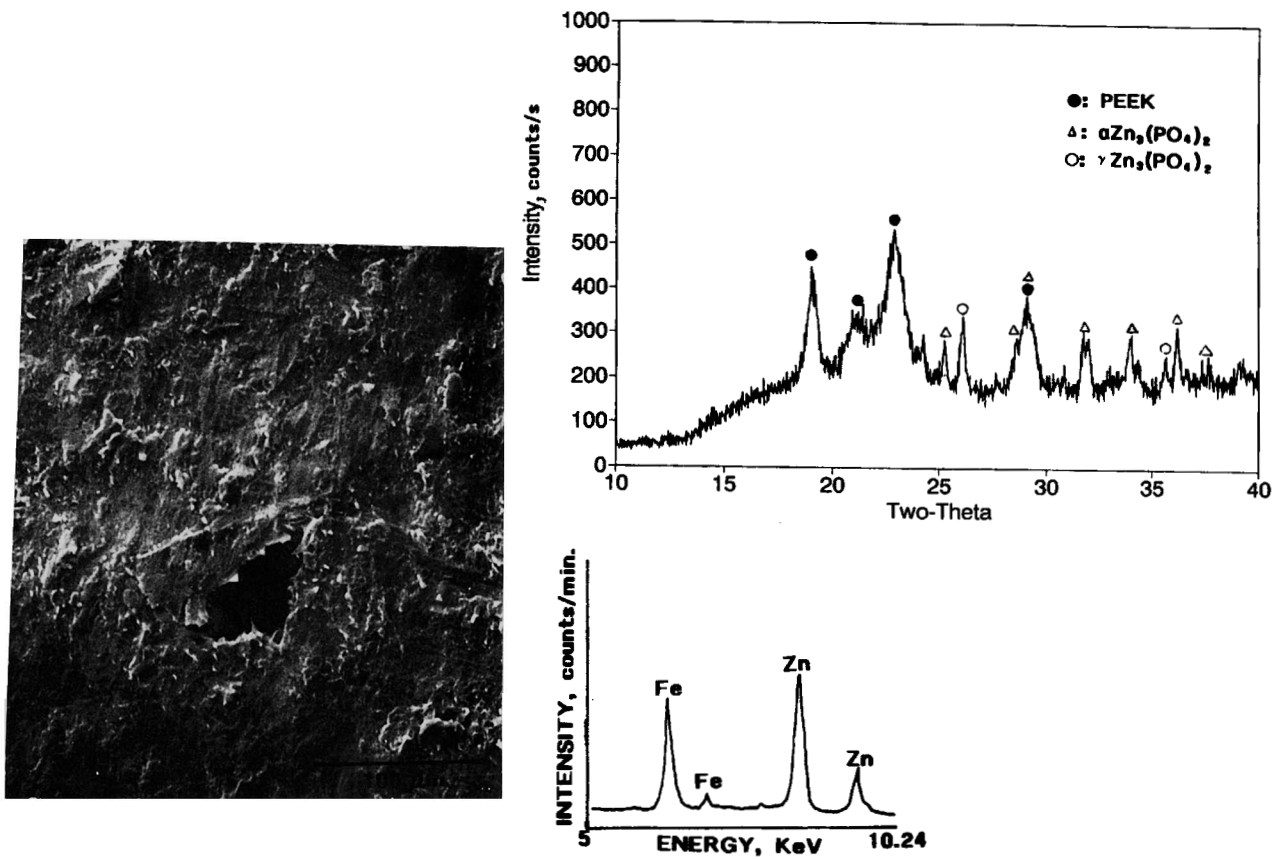 1000
900
800
700
600
500
400
300
200
100
0
Intensity, counts/s
●: PEEK
△: αZn₃(PO₄)₂
○: γZn₃(PO₄)₂
10 15 20 25 30 35 40
Two-Theta
INTENSITY, counts/min.
Fe
Fe
Zn
Zn
5 10.24
ENERGY, KeV